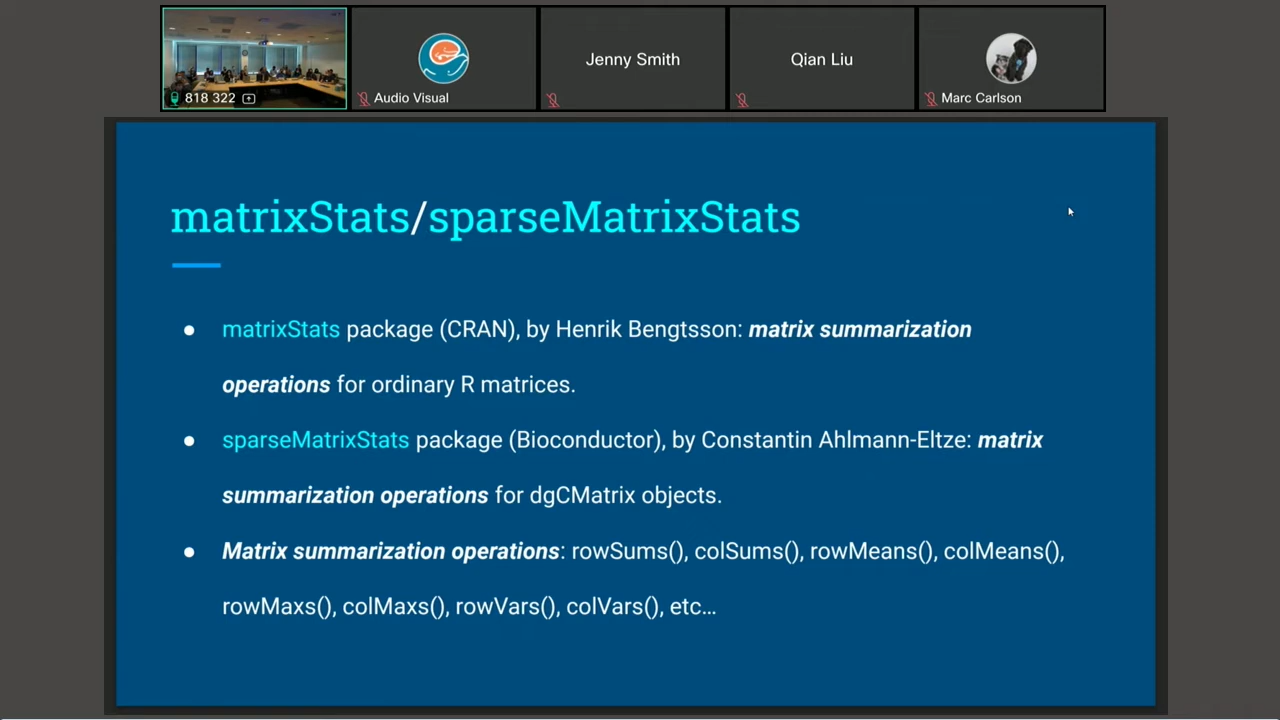 818 322
Audio Visual
Jenny Smith
Qian Liu
Marc Carlson
matrixStats/sparseMatrixStats
● matrixStats package (CRAN), by Henrik Bengtsson: matrix summarization
operations for ordinary R matrices.
● sparseMatrixStats package (Bioconductor), by Constantin Ahlmann-Eltze: matrix
summarization operations for dgCMatrix objects.
● Matrix summarization operations: rowSums(), colSums(), rowMeans(), colMeans(),
rowMaxs(), colMaxs(), rowVars(), colVars(), etc…